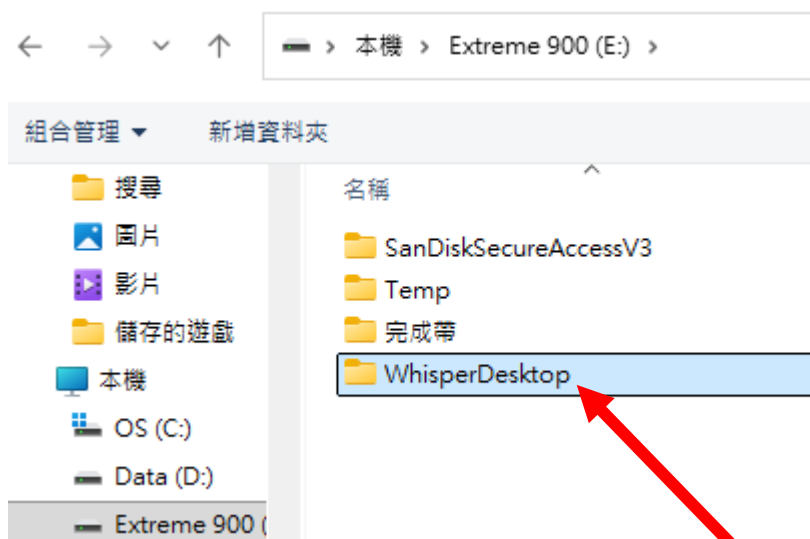 本機 › Extreme 900 (E:) ›
組合管理 ▾ 新增資料夾
搜尋
圖片
影片
儲存的遊戲
本機
OS (C:)
Data (D:)
Extreme 900 (
名稱
SanDiskSecureAccessV3
Temp
完成帶
WhisperDesktop